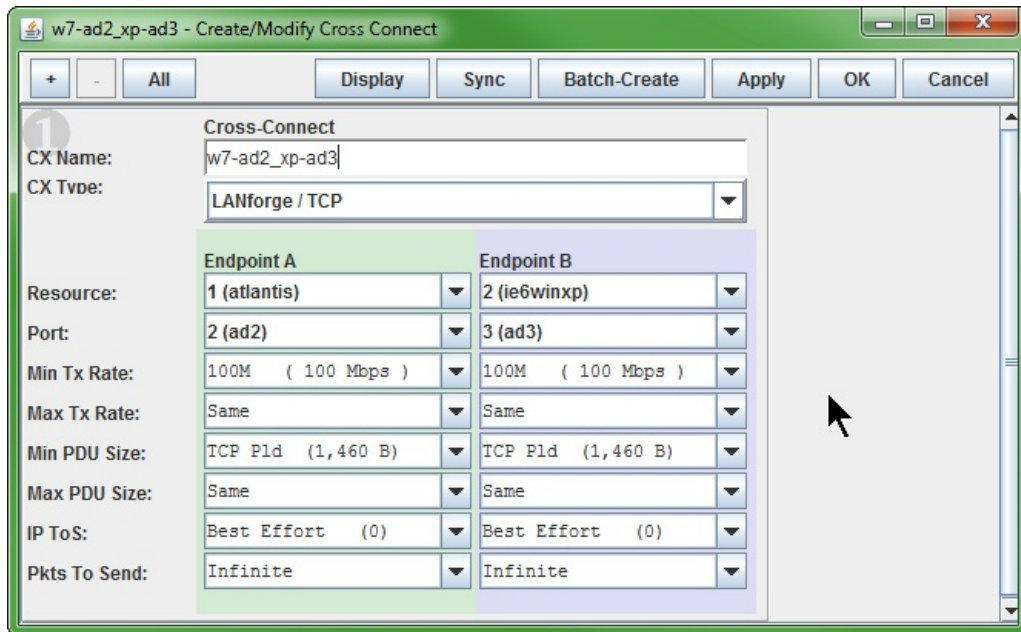 w7-ad2_xp-ad3 - Create/Modify Cross Connect
+ - All Display Sync Batch-Create Apply OK Cancel
1
Cross-Connect
CX Name: w7-ad2_xp-ad3
CX Type: LANforge / TCP
Endpoint A Endpoint B
Resource: 1 (atlantis) 2 (ie6winxp)
Port: 2 (ad2) 3 (ad3)
Min Tx Rate: 100M ( 100 Mbps ) 100M ( 100 Mbps )
Max Tx Rate: Same Same
Min PDU Size: TCP Pld (1,460 B) TCP Pld (1,460 B)
Max PDU Size: Same Same
IP ToS: Best Effort (0) Best Effort (0)
Pkts To Send: Infinite Infinite